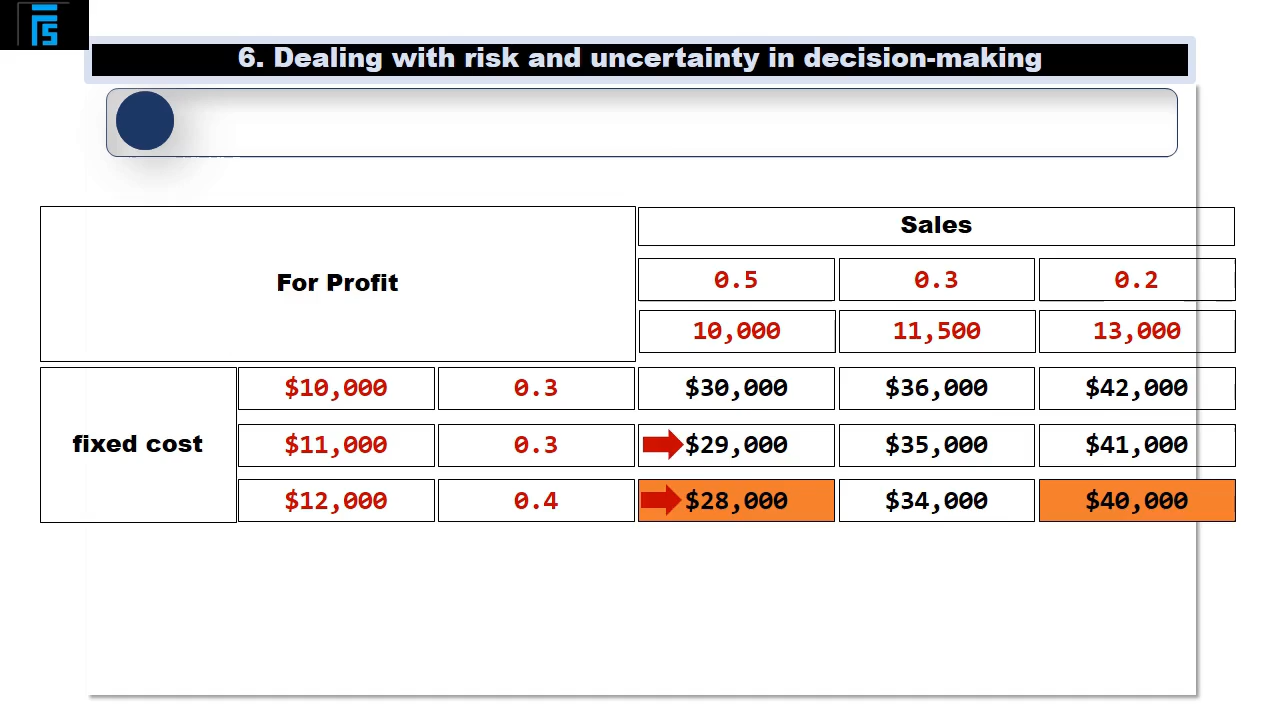 6. Dealing with risk and uncertainty in decision-making
For Profit
Sales
0.5 0.3 0.2
10,000 11,500 13,000
fixed cost
$10,000 0.3 $30,000 $36,000 $42,000
$11,000 0.3 $29,000 $35,000 $41,000
$12,000 0.4 $28,000 $34,000 $40,000